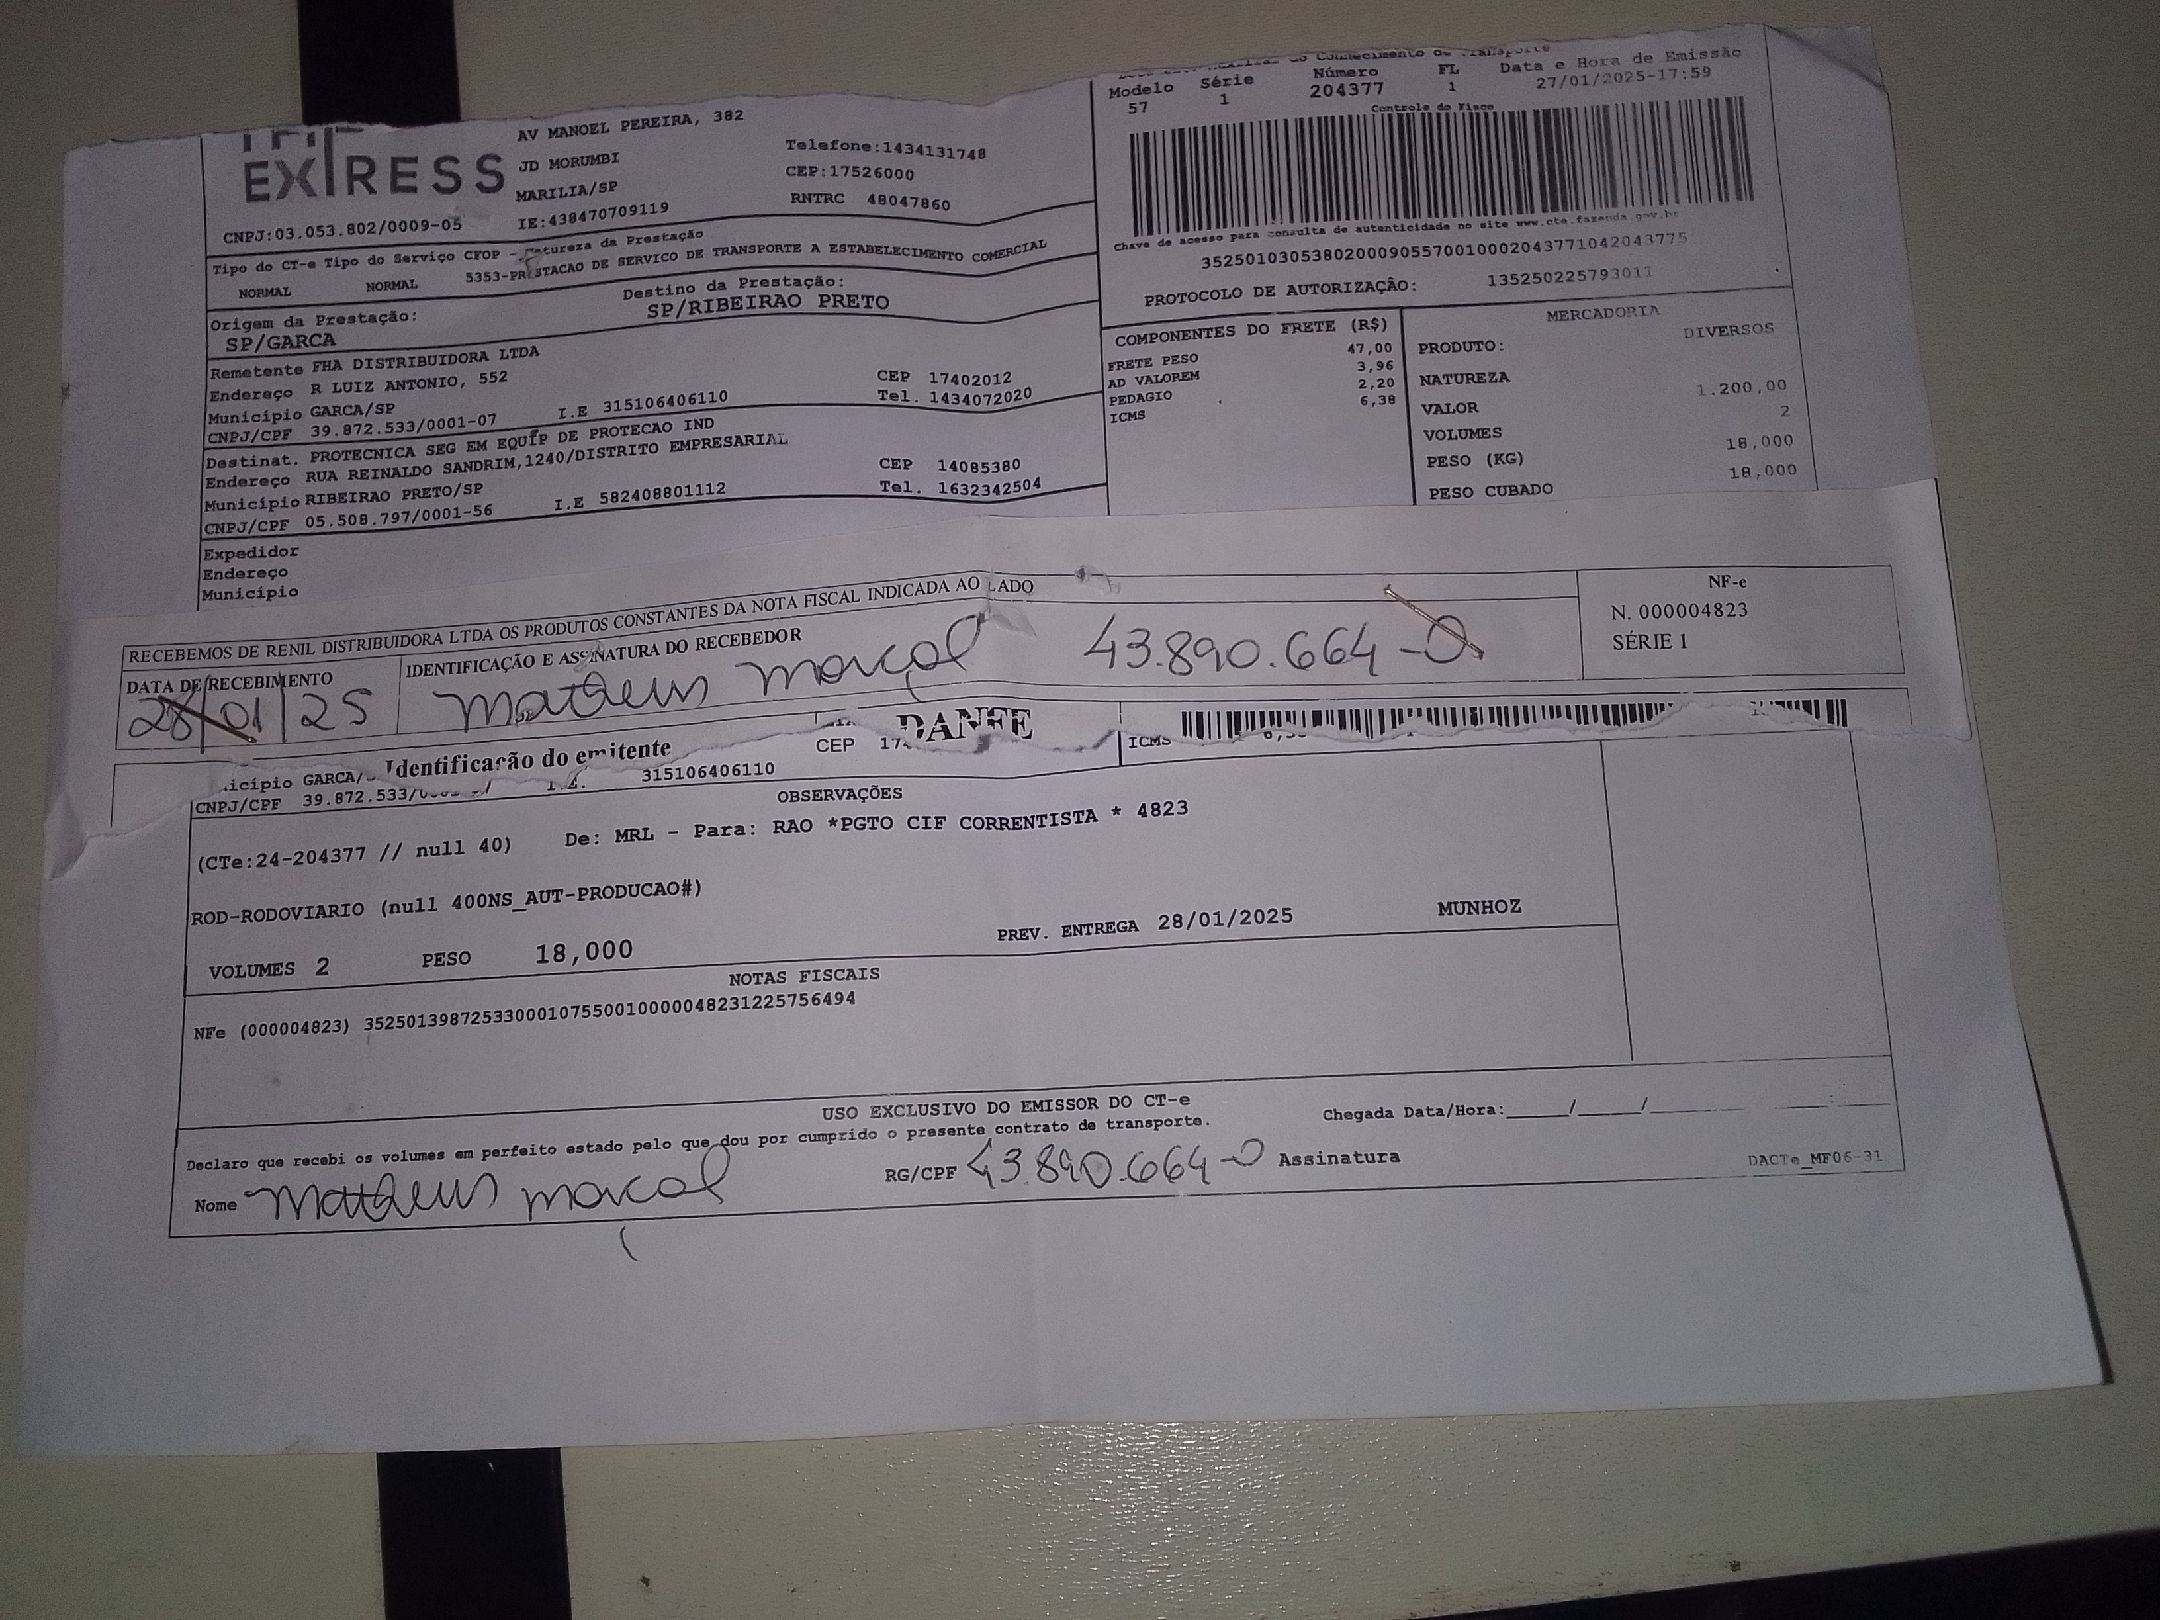 EXPRESS
CNPJ:03.053.802/0009-05
AV MANOEL PEREIRA, 382
JD MORUMBI
MARILIA/SP
IE:438470709119
Telefone:1434131748
CEP:17526000
RNTRC 48047860
Modelo Série Número FL Data e Hora de Emissão
57 1 204377 1 27/01/2025-17:59
Controle do Fisco
Chave de acesso para consulta de autenticidade no site www.cte.fazenda.gov.br
35250103053802000905570010002043771042043775
PROTOCOLO DE AUTORIZAÇÃO: 135250225793011
Tipo do CT-e Tipo do Serviço CFOP - Natureza da Prestação
NORMAL NORMAL 5353-PRESTACAO DE SERVICO DE TRANSPORTE A ESTABELECIMENTO COMERCIAL
Origem da Prestação: Destino da Prestação:
SP/GARCA SP/RIBEIRAO PRETO
Remetente FHA DISTRIBUIDORA LTDA
Endereço R LUIZ ANTONIO, 552 CEP 17402012
Município GARCA/SP Tel. 1434072020
CNPJ/CPF 39.872.533/0001-07 I.E 315106406110
Destinat. PROTECNICA SEG EM EQUIP DE PROTECAO IND
Endereço RUA REINALDO SANDRIM,1240/DISTRITO EMPRESARIAL CEP 14085380
Município RIBEIRAO PRETO/SP Tel. 1632342504
CNPJ/CPF 05.508.797/0001-56 I.E 582408801112
Expedidor
Endereço
Município
COMPONENTES DO FRETE (R$)
FRETE PESO 47,00
AD VALOREM 3,96
PEDAGIO 2,20
ICMS 6,38
MERCADORIA
PRODUTO: DIVERSOS
NATUREZA
VALOR 1.200,00
VOLUMES 2
PESO (KG) 18,000
PESO CUBADO 18,000
RECEBEMOS DE RENIL DISTRIBUIDORA LTDA OS PRODUTOS CONSTANTES DA NOTA FISCAL INDICADA AO LADO
DATA DE RECEBIMENTO IDENTIFICAÇÃO E ASSINATURA DO RECEBEDOR
28/01/25 Matheus Marçal 43.890.664-0
NF-e
N. 000004823
SÉRIE 1
Identificação do emitente
DANFE
CEP ICMS
icípio GARCA/
CNPJ/CPF 39.872.533/ 315106406110
OBSERVAÇÕES
(CTe:24-204377 // null 40) De: MRL - Para: RAO *PGTO CIF CORRENTISTA * 4823
ROD-RODOVIARIO (null 400NS_AUT-PRODUCAO#)
VOLUMES 2 PESO 18,000 PREV. ENTREGA 28/01/2025 MUNHOZ
NOTAS FISCAIS
NFe (000004823) 35250139872533000107550010000048231225756494
USO EXCLUSIVO DO EMISSOR DO CT-e
Declaro que recebi os volumes em perfeito estado pelo que dou por cumprido o presente contrato de transporte.
Chegada Data/Hora:_____/_____/_____ :
Nome Matheus Marçal RG/CPF 43.890.664-0 Assinatura
DACTe_MF06-31